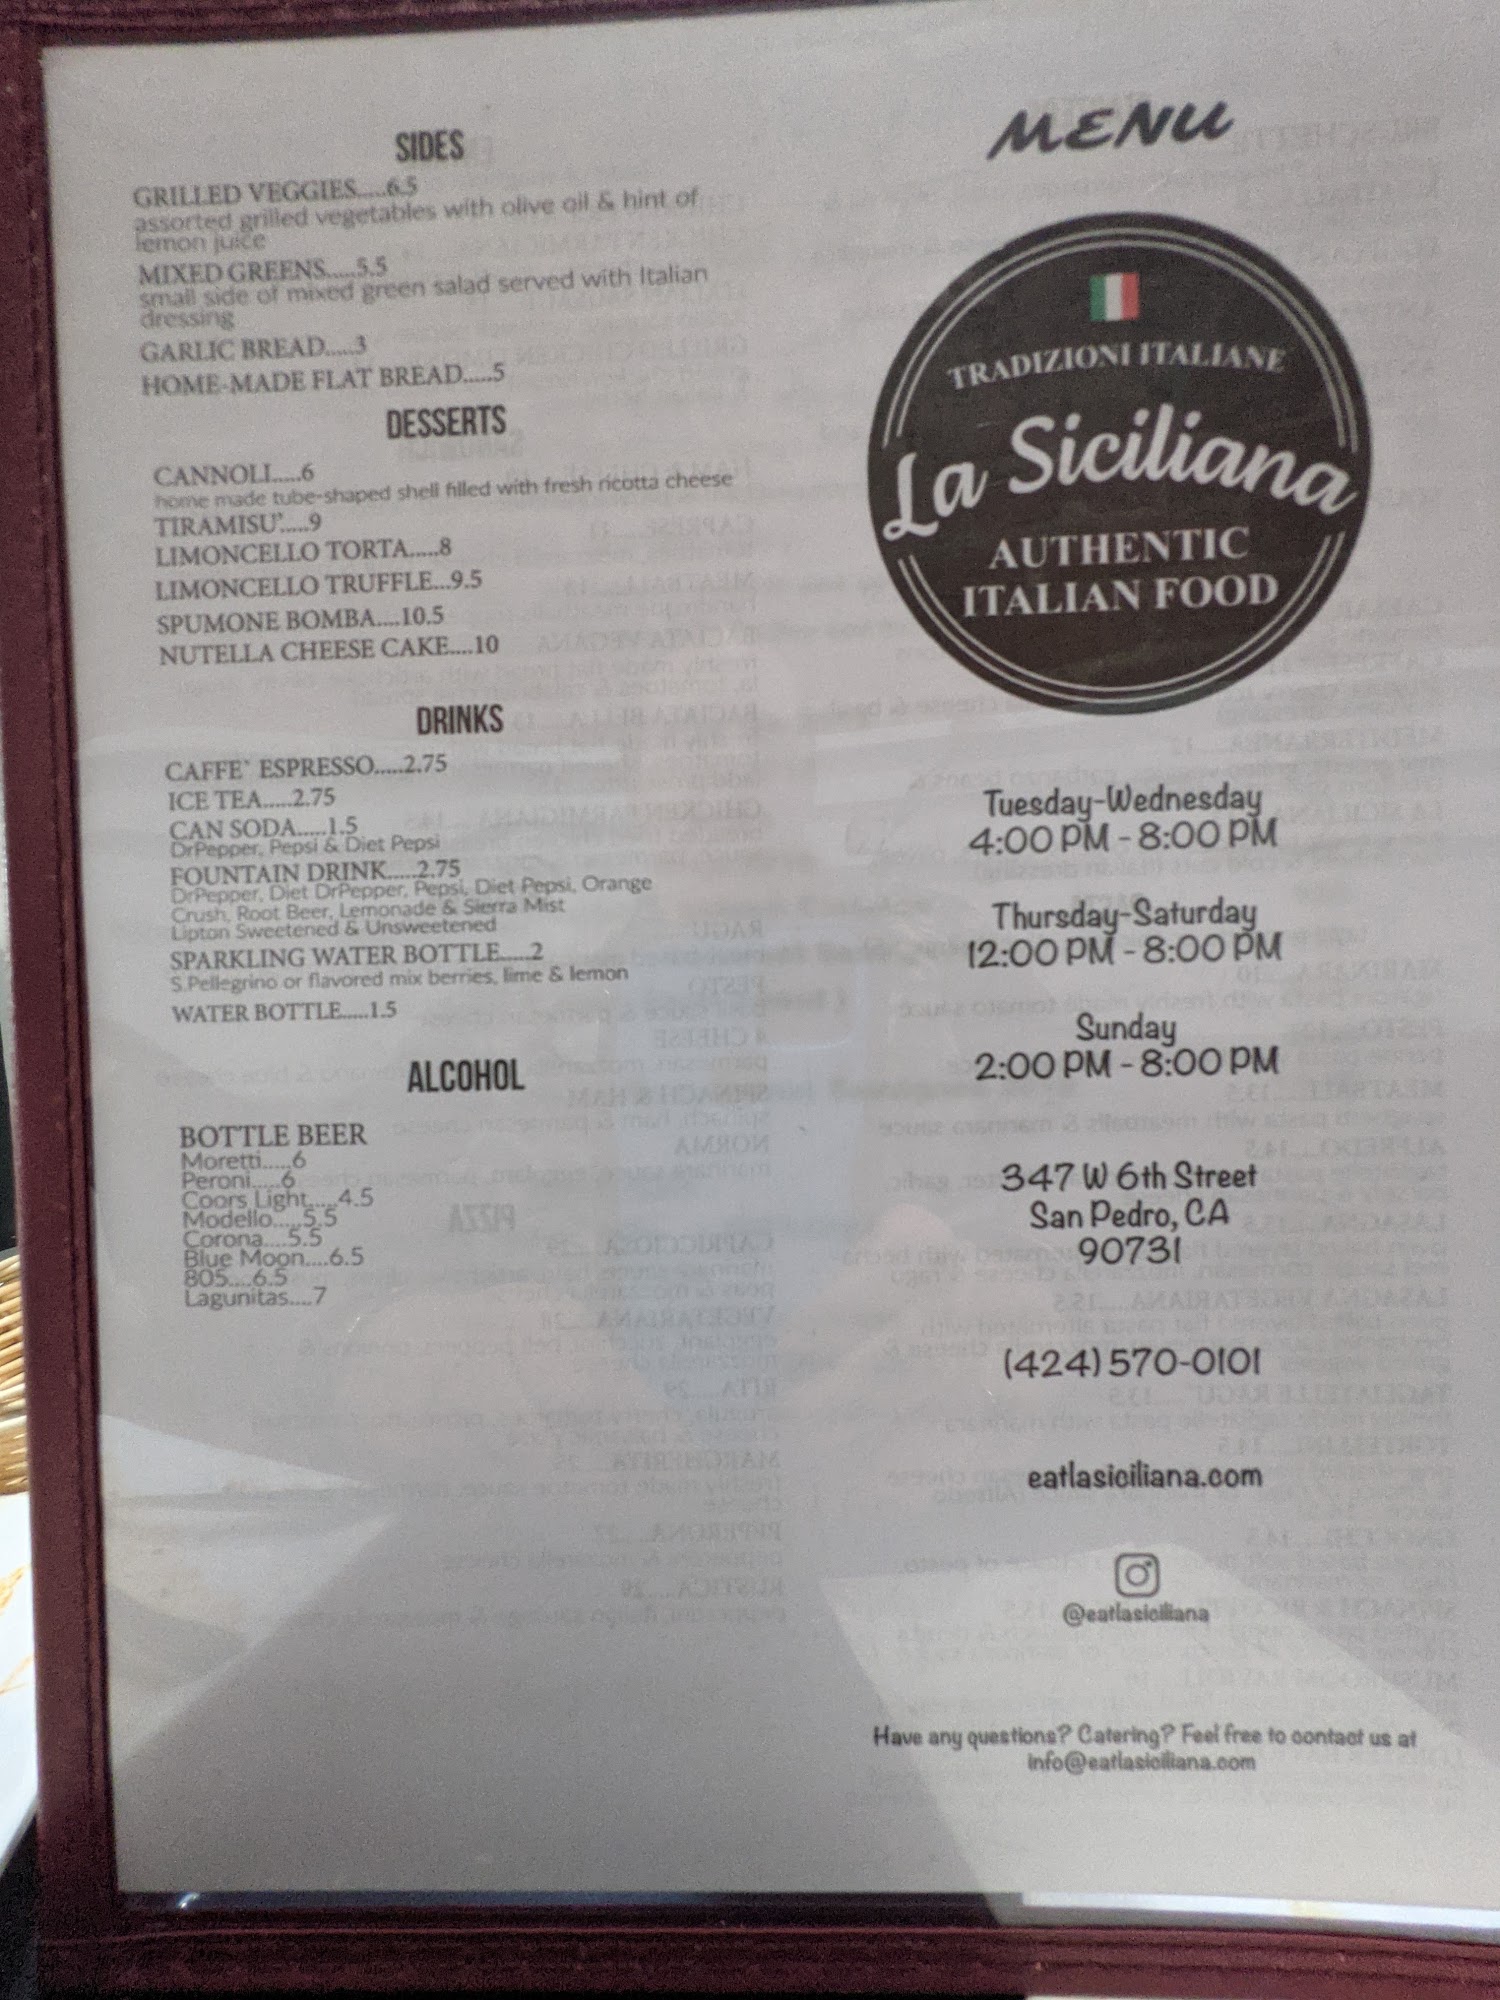 SIDES
GRILLED VEGGIES.....6.5
assorted grilled vegetables with olive oil & hint of
lemon juice
MIXED GREENS.....5.5
small side of mixed green salad served with Italian
dressing
GARLIC BREAD.....3
HOME-MADE FLAT BREAD.....5
DESSERTS
CANNOLI.....6
home made tube-shaped shell filled with fresh ricotta cheese
TIRAMISU'.....9
LIMONCELLO TORTA.....8
LIMONCELLO TRUFFLE...9.5
SPUMONE BOMBA....10.5
NUTELLA CHEESE CAKE....10
DRINKS
CAFFE` ESPRESSO.....2.75
ICE TEA.....2.75
CAN SODA.....1.5
DrPepper, Pepsi & Diet Pepsi
FOUNTAIN DRINK.....2.75
DrPepper, Diet DrPepper, Pepsi, Diet Pepsi, Orange
Crush, Root Beer, Lemonade & Sierra Mist
Lipton Sweetened & Unsweetened
SPARKLING WATER BOTTLE.....2
S.Pellegrino or flavored mix berries, lime & lemon
WATER BOTTLE.....1.5
ALCOHOL
BOTTLE BEER
Moretti.....6
Peroni.....6
Coors Light.....4.5
Modello.....5.5
Corona....5.5
Blue Moon....6.5
805....6.5
Lagunitas....7
MENU
TRADIZIONI ITALIANE
La Siciliana
AUTHENTIC
ITALIAN FOOD
Tuesday-Wednesday
4:00 PM - 8:00 PM
Thursday-Saturday
12:00 PM - 8:00 PM
Sunday
2:00 PM - 8:00 PM
347 W 6th Street
San Pedro, CA
90731
(424) 570-0101
eatlasiciliana.com
@eatlasiciliana
Have any questions? Catering? Feel free to contact us at
info@eatlasiciliana.com